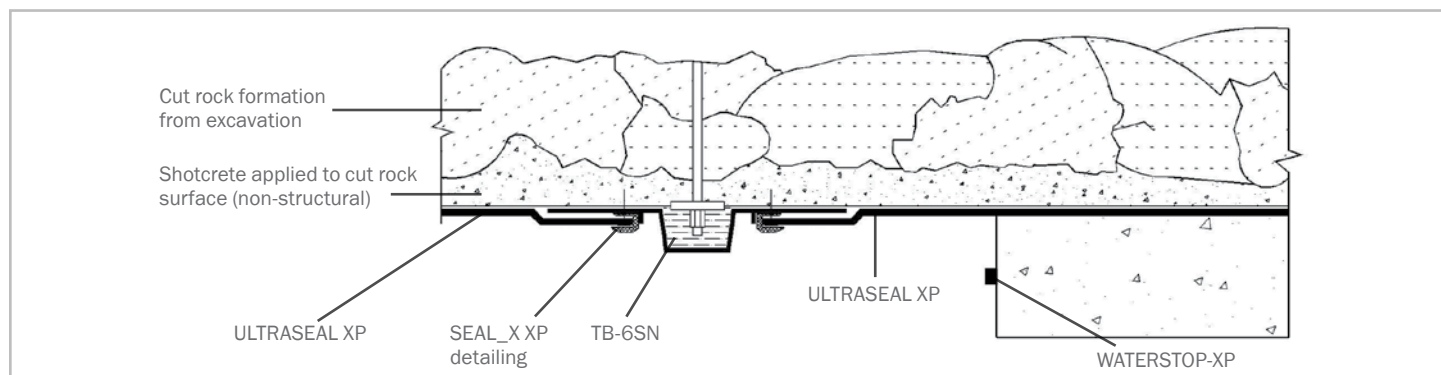 Cut rock formation
from excavation
Shotcrete applied to cut rock
surface (non-structural)
ULTRASEAL XP
SEAL_X XP
detailing
TB-6SN
ULTRASEAL XP
WATERSTOP-XP